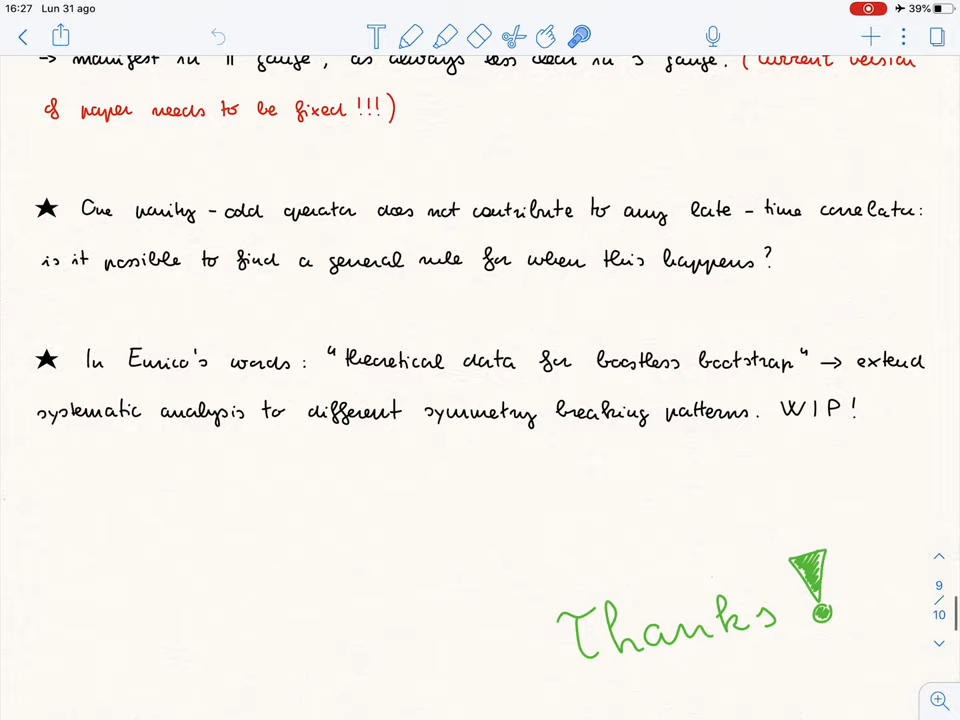 16:27 Lun 31 ago
39%
→ manifest in π gauge, as always less clear in ζ gauge. (current version
of paper needs to be fixed!!!)
★ One parity-odd operator does not contribute to any late-time correlator:
is it possible to find a general rule for when this happens?
★ In Enrico's words: "theoretical data for boostless bootstrap" → extend
systematic analysis to different symmetry breaking patterns. WIP!
9
/
10
Thanks!